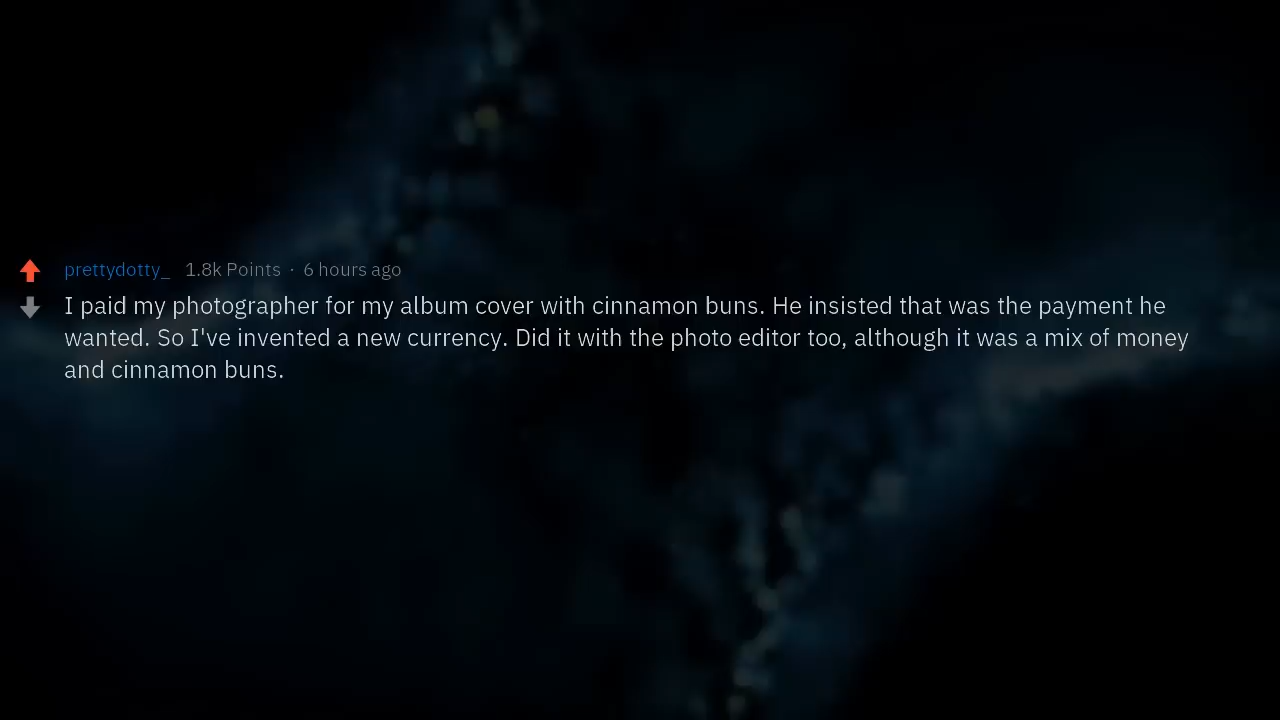 prettydotty_ 1.8k Points · 6 hours ago
I paid my photographer for my album cover with cinnamon buns. He insisted that was the payment he
wanted. So I've invented a new currency. Did it with the photo editor too, although it was a mix of money
and cinnamon buns.